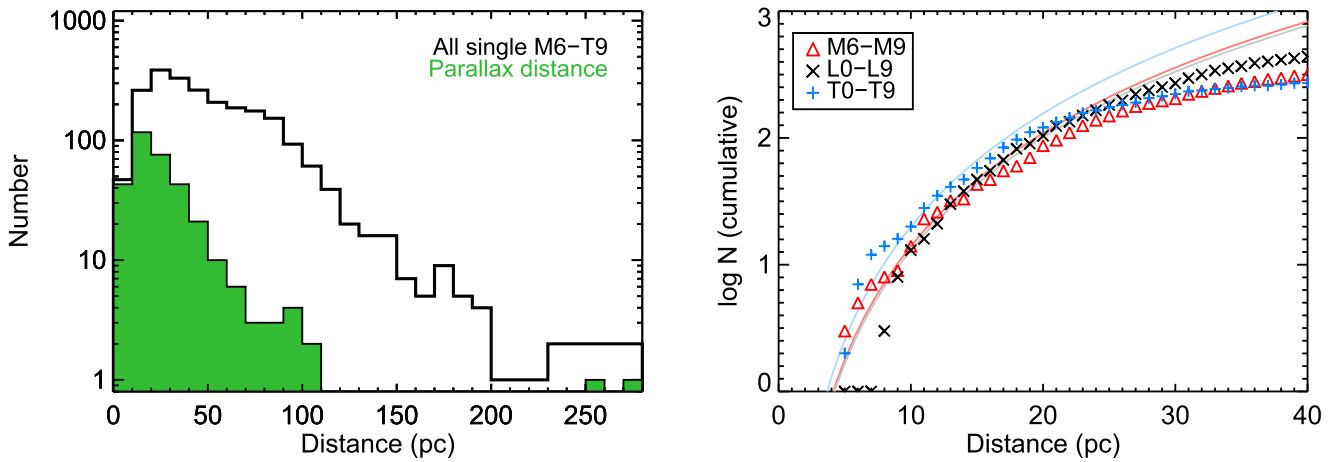 1000
100
10
1
Number
All single M6−T9
Parallax distance
0 50 100 150 200 250
Distance (pc)
3
2
1
0
log N (cumulative)
M6−M9
L0−L9
T0−T9
0 10 20 30 40
Distance (pc)